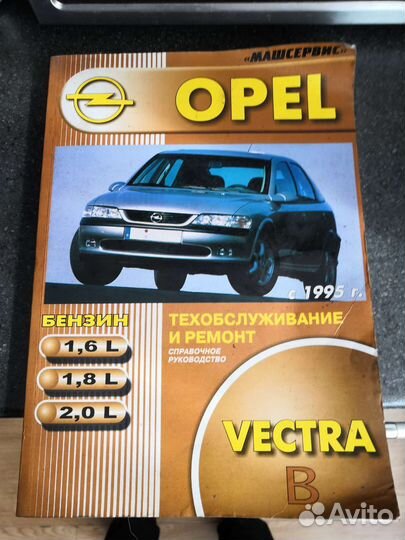 «МАШСЕРВИС»
OPEL
с 1995 г.
БЕНЗИН
1,6 L
1,8 L
2,0 L
ТЕХОБСЛУЖИВАНИЕ
И РЕМОНТ
СПРАВОЧНОЕ
РУКОВОДСТВО
VECTRA
B
Avito